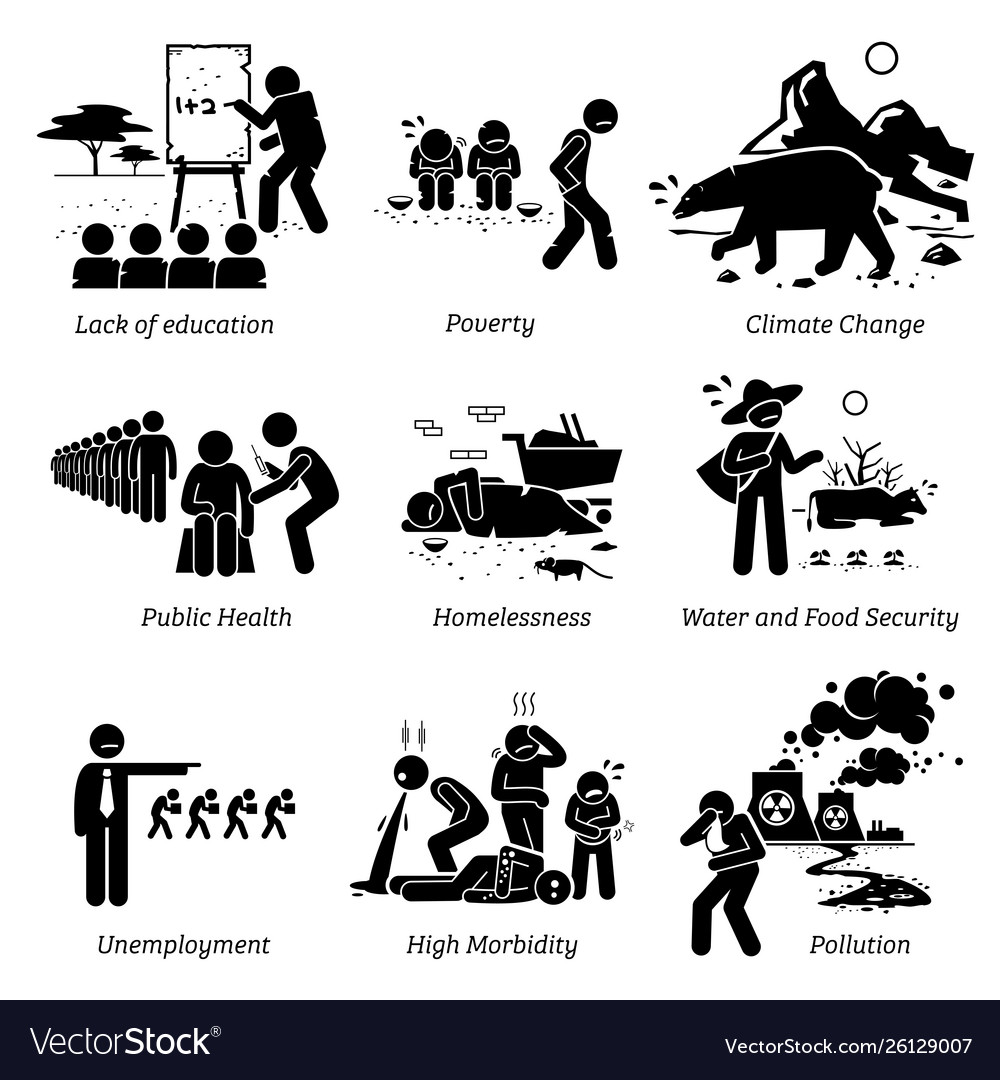 1+2
Lack of education
Poverty
Climate Change
Public Health
Homelessness
Water and Food Security
Unemployment
High Morbidity
Pollution
VectorStock®
VectorStock.com/26129007